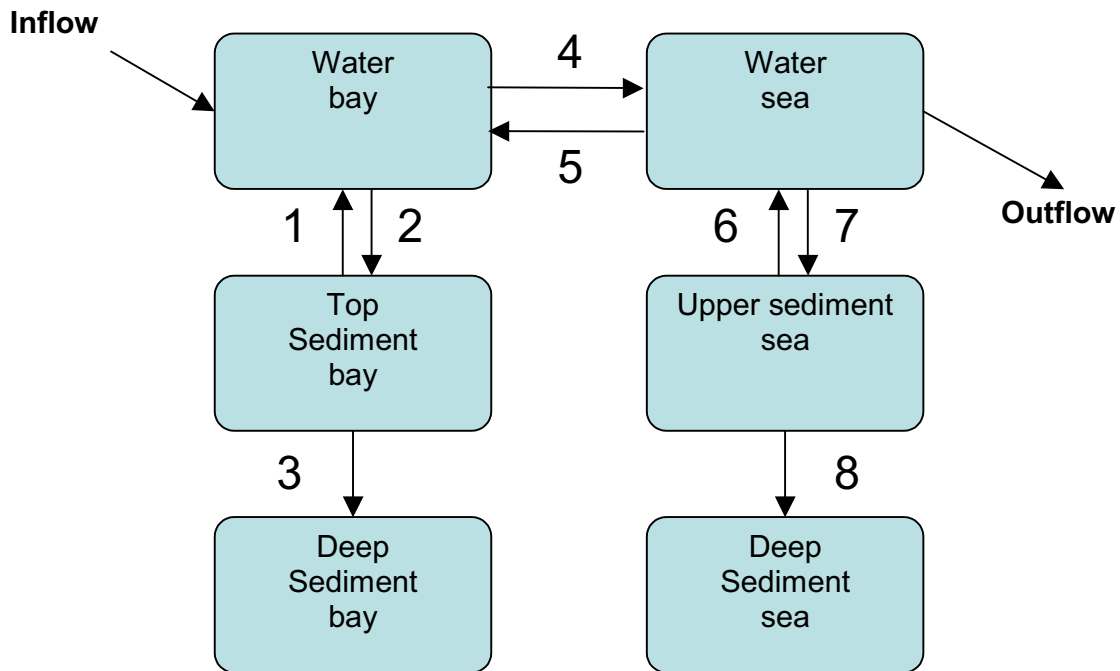 Inflow
Water
bay
4
Water
sea
5
Outflow
1
2
6
7
Top
Sediment
bay
Upper sediment
sea
3
8
Deep
Sediment
bay
Deep
Sediment
sea